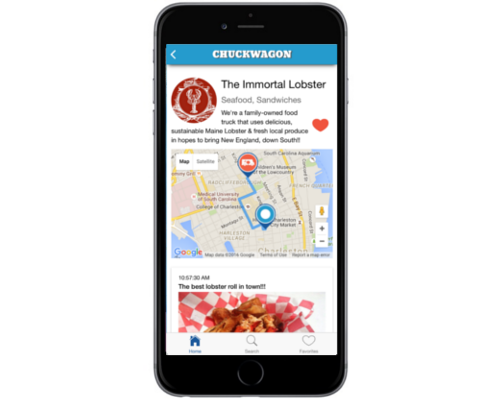 CHUCKWAGON
The Immortal Lobster
Seafood, Sandwiches
We're a family-owned food
truck that uses delicious,
sustainable Maine Lobster & fresh local produce
in hopes to bring New England, down South!!
Map Satellite
South Carolina Aquarium
Children's Museum
of the Lowcountry
RADCLIFFEBOROUGH
Medical University
of South Carolina
FRENCH QUARTER
College of Charleston
Charleston
City Market
HARLESTON
VILLAGE
+
−
Google Map data ©2016 Google Terms of Use Report a map error
10:57:30 AM
The best lobster roll in town!!!
Home Search Favorites